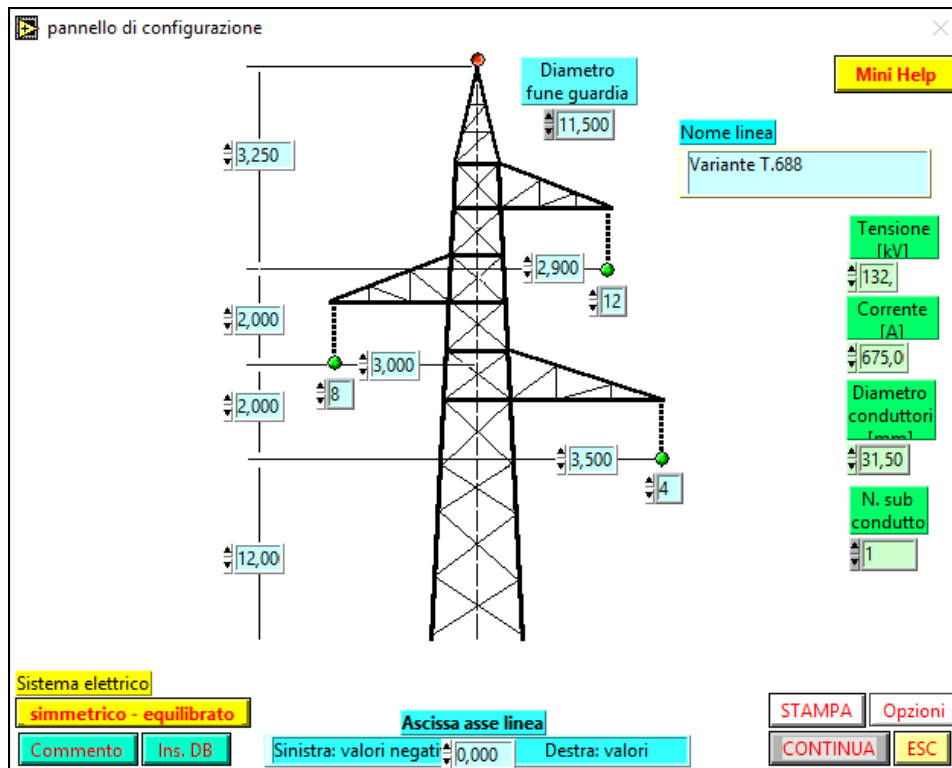 pannello di configurazione
Diametro
fune guardia
11,500
Mini Help
Nome linea
Variante T.688
3,250
Tensione
[kV]
132,
2,900
12
2,000
Corrente
[A]
675,0
3,000
8
2,000
Diametro
conduttori
[mm]
31,50
3,500
4
N. sub
condutto
1
12,00
Sistema elettrico
simmetrico - equilibrato
Commento
Ins. DB
Ascissa asse linea
Sinistra: valori negati
0,000
Destra: valori
STAMPA
Opzioni
CONTINUA
ESC